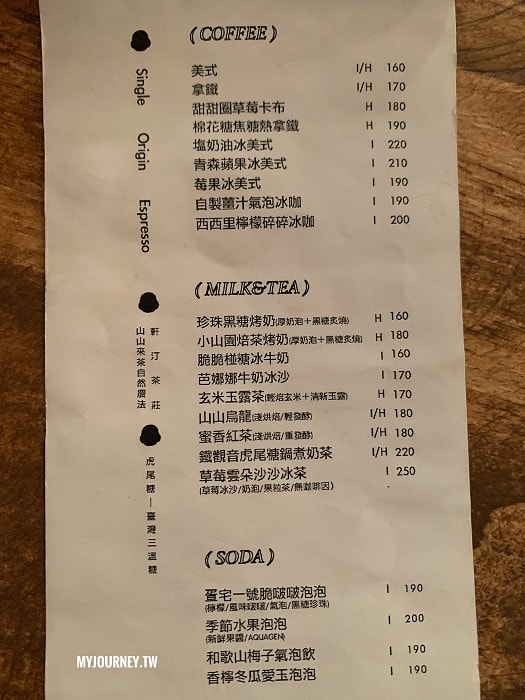 ( COFFEE )
美式 I/H 160
拿鐵 I/H 170
甜甜圈草莓卡布 H 180
棉花糖焦糖熱拿鐵 H 190
塩奶油冰美式 I 220
青森蘋果冰美式 I 210
莓果冰美式 I 190
自製薑汁氣泡冰咖 I 190
西西里檸檬碎碎冰咖 I 200
Single Origin Espresso
( MILK&TEA )
珍珠黑糖烤奶(厚奶泡+黑糖炙燒) H 160
小山園焙茶烤奶(厚奶泡+黑糖炙燒) H 180
脆脆椪糖冰牛奶 I 160
芭娜娜牛奶冰沙 I 170
玄米玉露茶(輕焙玄米+清新玉露) H 170
山山烏龍(淺烘焙/輕發酵) I/H 180
蜜香紅茶(淺烘焙/重發酵) I/H 180
鐵觀音虎尾糖鍋煮奶茶 I/H 220
草莓雲朵沙沙冰茶 I 250
(草莓冰沙/奶泡/果粒茶/無咖啡因)
軒汀茶莊
山山來茶自然農法
虎尾糖—臺灣三溫糖
( SODA )
疍宅一號脆啵啵泡泡 I 190
(檸檬/風味啵啵/氣泡/黑糖珍珠)
季節水果泡泡 I 200
(新鮮果醬/AQUAGEN)
和歌山梅子氣泡飲 I 190
香檸冬瓜愛玉泡泡 I 190
MYJOURNEY.TW